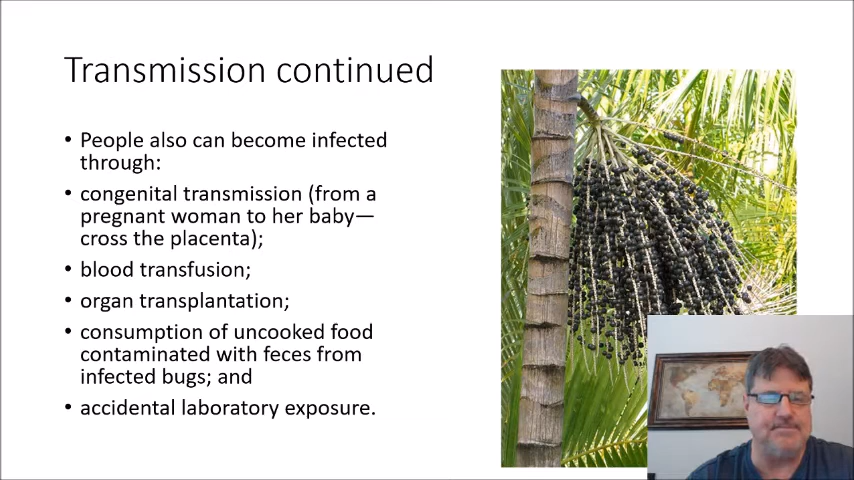 Transmission continued
• People also can become infected
through:
• congenital transmission (from a
pregnant woman to her baby—
cross the placenta);
• blood transfusion;
• organ transplantation;
• consumption of uncooked food
contaminated with feces from
infected bugs; and
• accidental laboratory exposure.